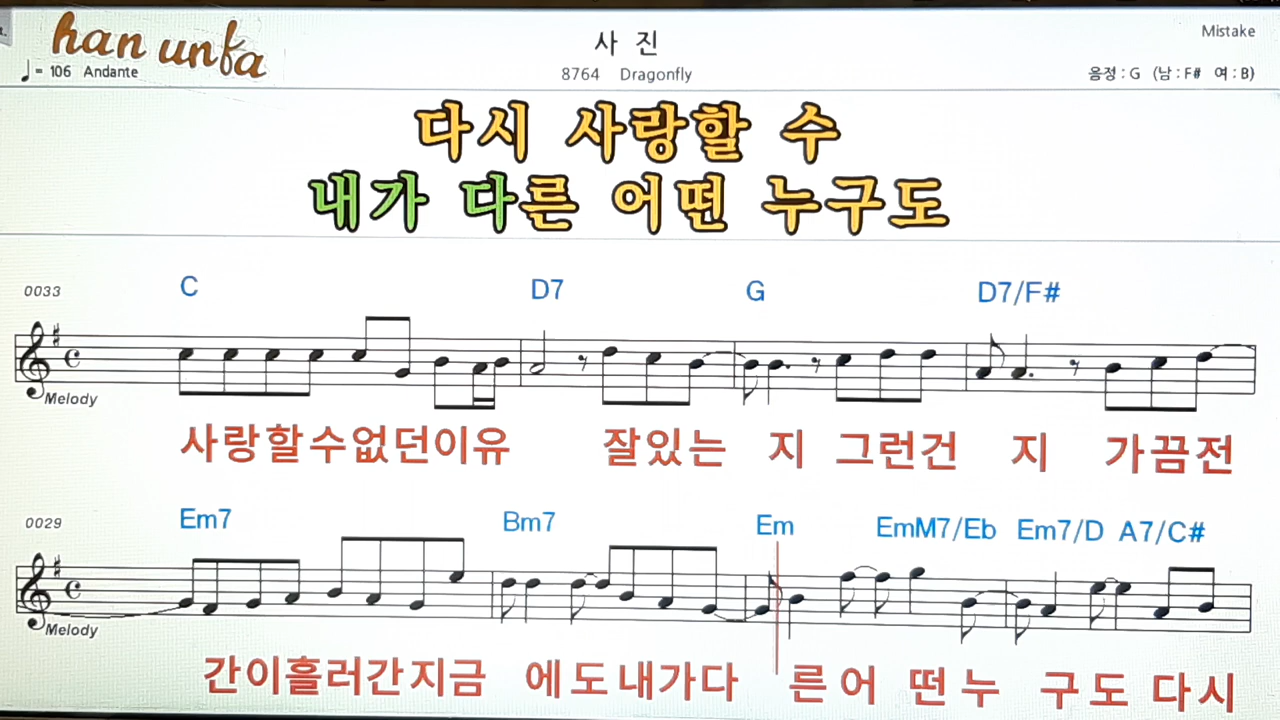 han unfa
사 진
Mistake
♩= 106 Andante
8764 Dragonfly
음정 : G (남 : F# 여 : B)
다시 사랑할 수
내가 다른 어떤 누구도
0033
C D7 G D7/F#
Melody
사랑할수없던이유 잘있는 지 그런건 지 가끔전
0029
Em7 Bm7 Em EmM7/Eb Em7/D A7/C#
Melody
간이흘러간지금 에도내가다 른어 떤누 구도 다시